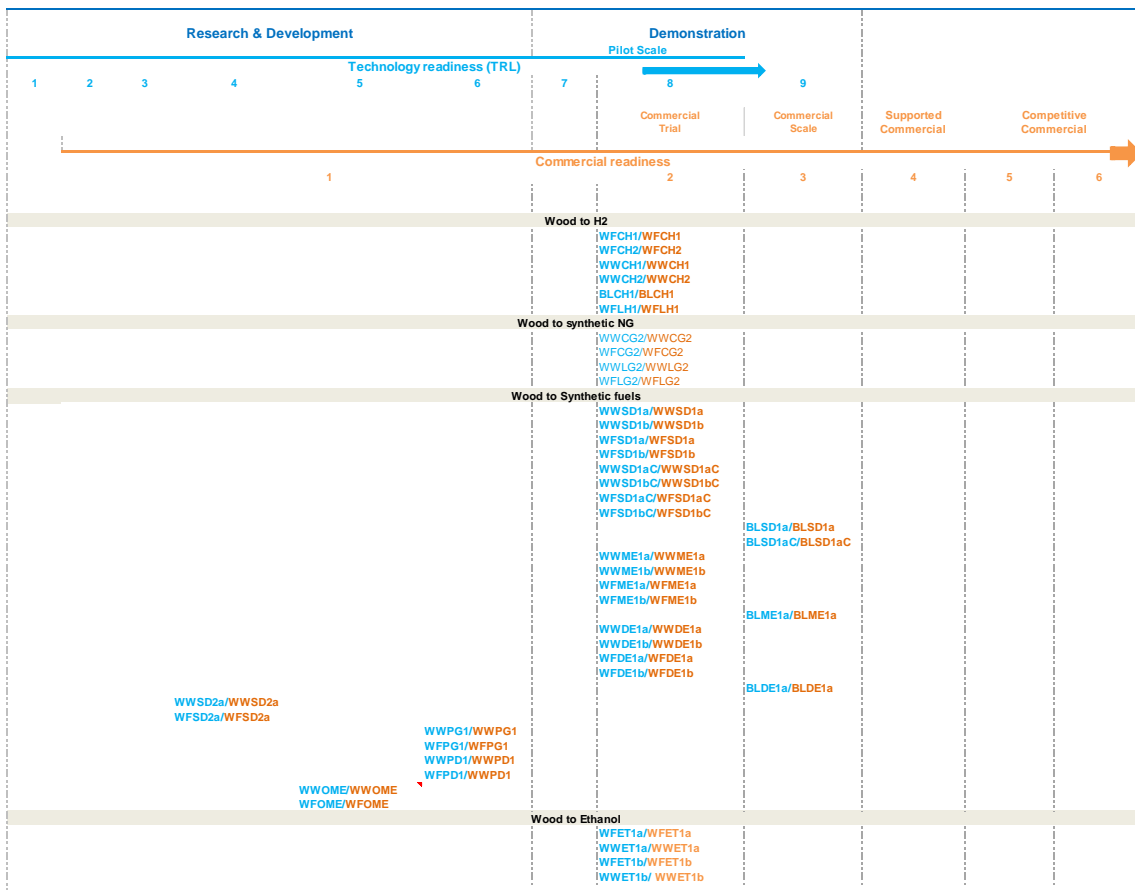 Research & Development Demonstration
Pilot Scale
Technology readiness (TRL)
1 2 3 4 5 6 7 8 9
Commercial Trial Commercial Scale Supported Commercial Competitive Commercial
Commercial readiness
1 2 3 4 5 6
Wood to H2
WFCH1/WFCH1
WFCH2/WFCH2
WWCH1/WWCH1
WWCH2/WWCH2
BLCH1/BLCH1
WFLH1/WFLH1
Wood to synthetic NG
WWCG2/WWCG2
WFCG2/WFCG2
WWLG2/WWLG2
WFLG2/WFLG2
Wood to Synthetic fuels
WWSD1a/WWSD1a
WWSD1b/WWSD1b
WFSD1a/WFSD1a
WFSD1b/WFSD1b
WWSD1aC/WWSD1aC
WWSD1bC/WWSD1bC
WFSD1aC/WFSD1aC
WFSD1bC/WFSD1bC
BLSD1a/BLSD1a
BLSD1aC/BLSD1aC
WWME1a/WWME1a
WWME1b/WWME1b
WFME1a/WFME1a
WFME1b/WFME1b
BLME1a/BLME1a
WWDE1a/WWDE1a
WWDE1b/WWDE1b
WFDE1a/WFDE1a
WFDE1b/WFDE1b
BLDE1a/BLDE1a
WWSD2a/WWSD2a
WFSD2a/WFSD2a
WWPG1/WWPG1
WFPG1/WFPG1
WWPD1/WWPD1
WFPD1/WWPD1
WWOME/WWOME
WFOME/WFOME
Wood to Ethanol
WFET1a/WFET1a
WWET1a/WWET1a
WFET1b/WFET1b
WWET1b/ WWET1b